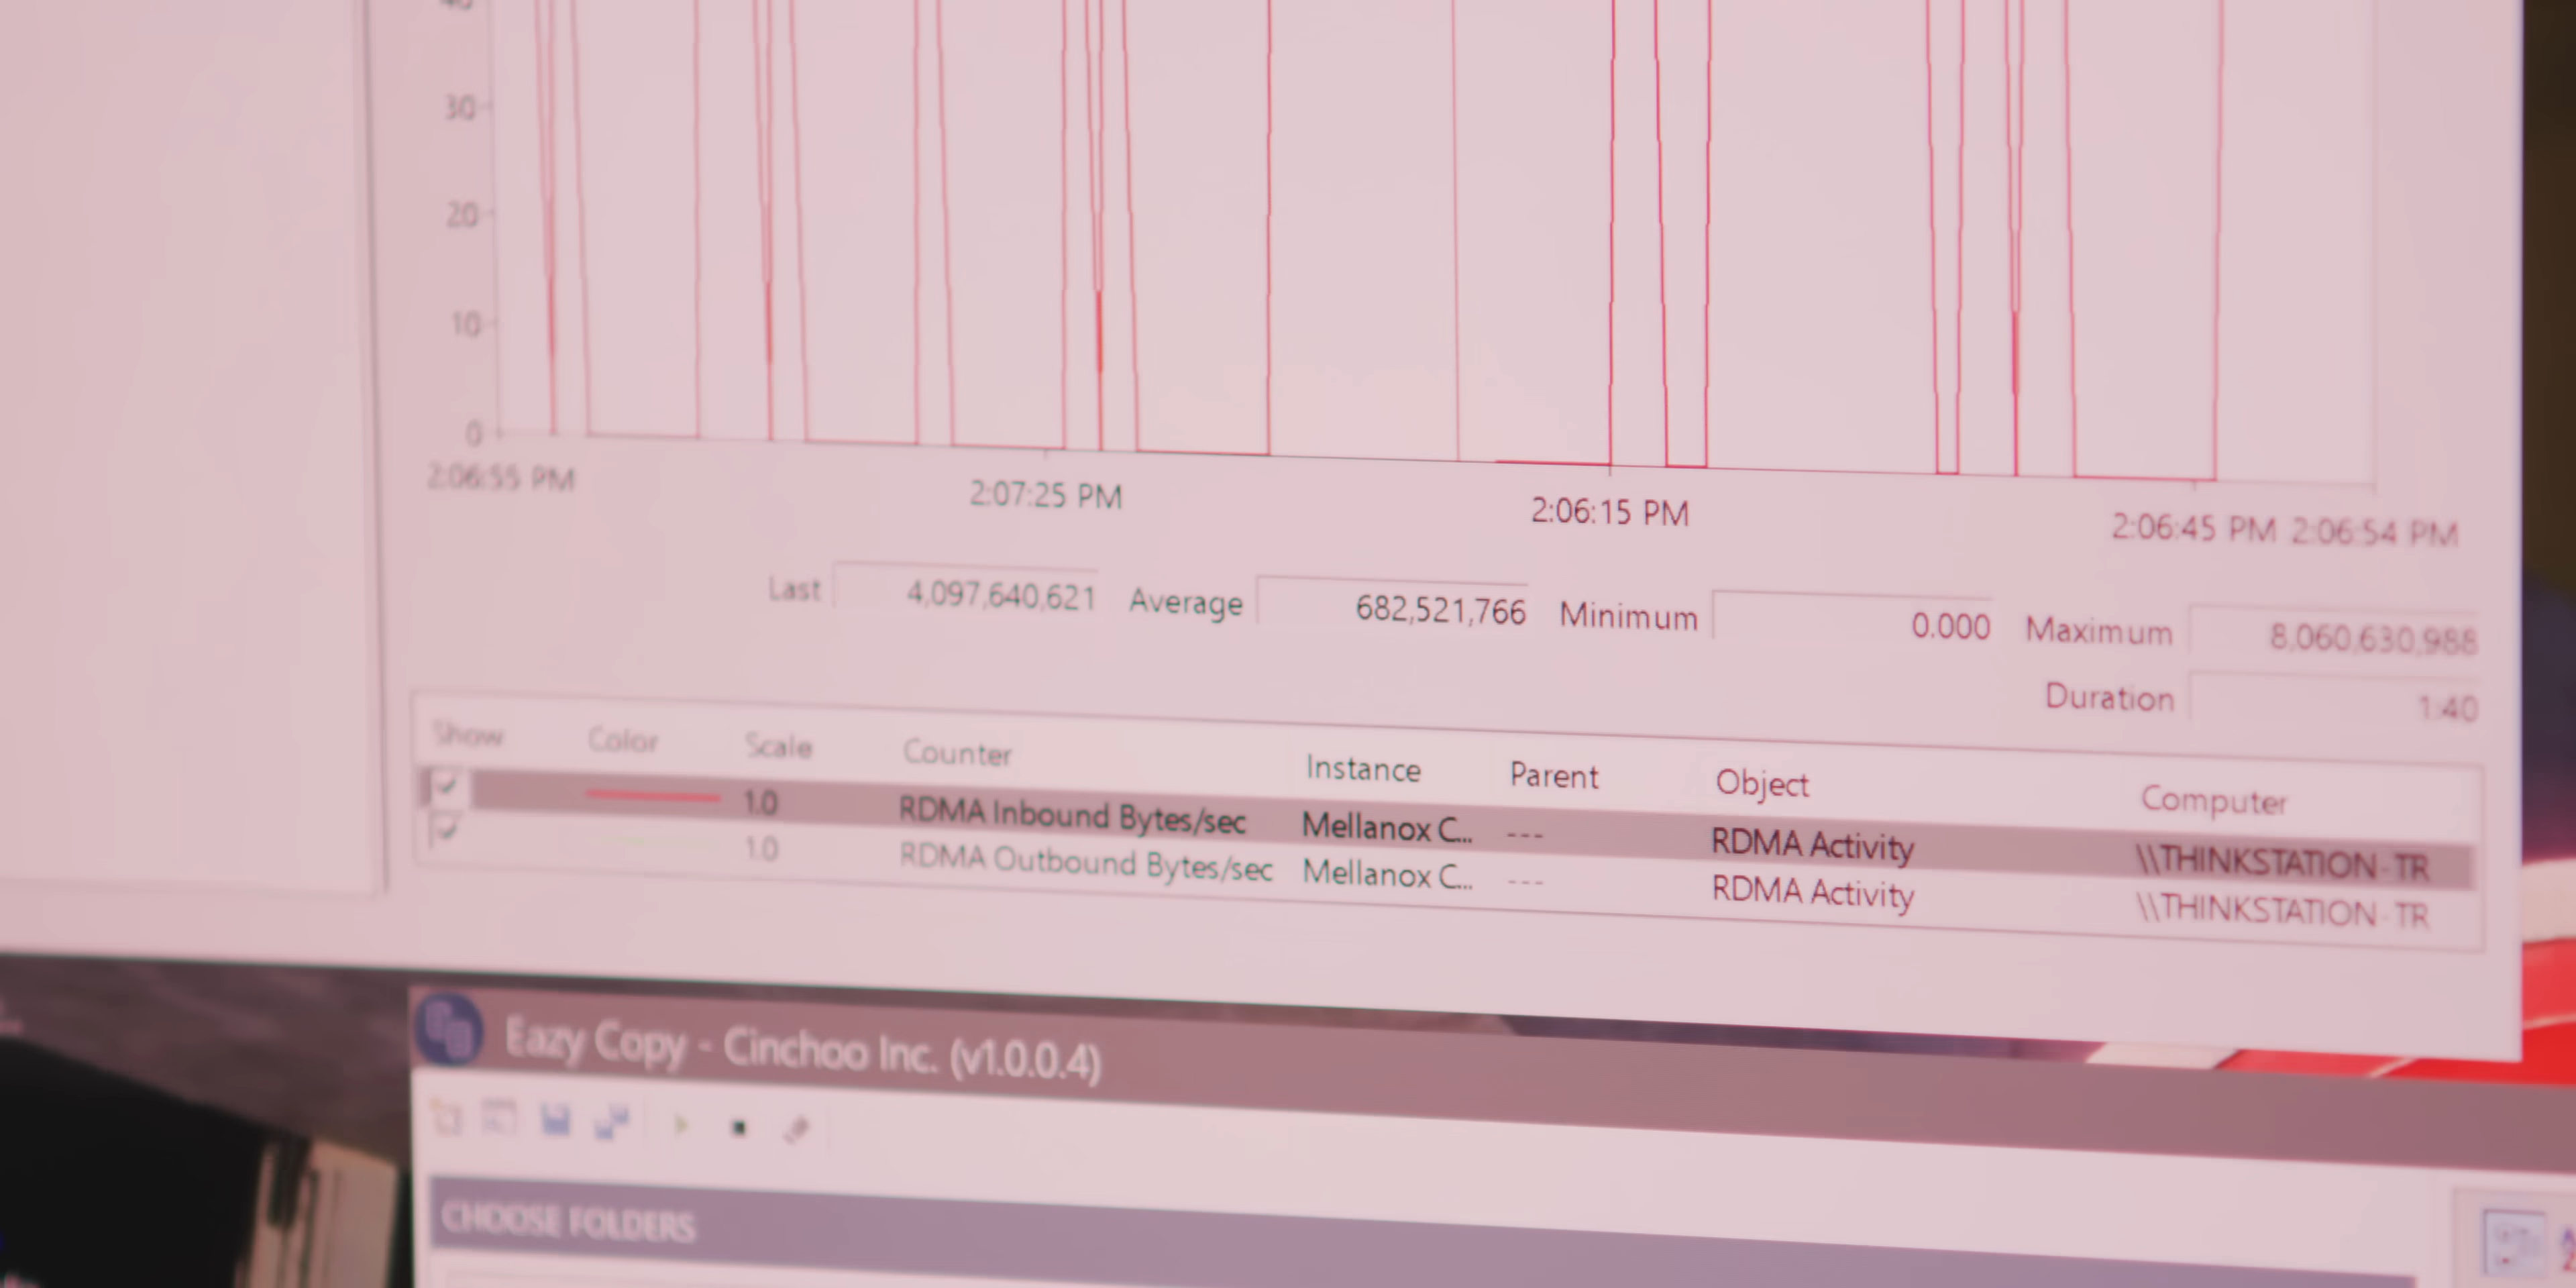 40
30
20
10
0
2:06:55 PM 2:07:25 PM 2:06:15 PM 2:06:45 PM 2:06:54 PM
Last 4,097,640,621 Average 682,521,766 Minimum 0.000 Maximum 8,060,630,988
Duration 1:40
Show Color Scale Counter Instance Parent Object Computer
1.0 RDMA Inbound Bytes/sec Mellanox C... --- RDMA Activity \\THINKSTATION-TR
1.0 RDMA Outbound Bytes/sec Mellanox C... --- RDMA Activity \\THINKSTATION-TR
Eazy Copy - Cinchoo Inc. (v1.0.0.4)
CHOOSE FOLDERS